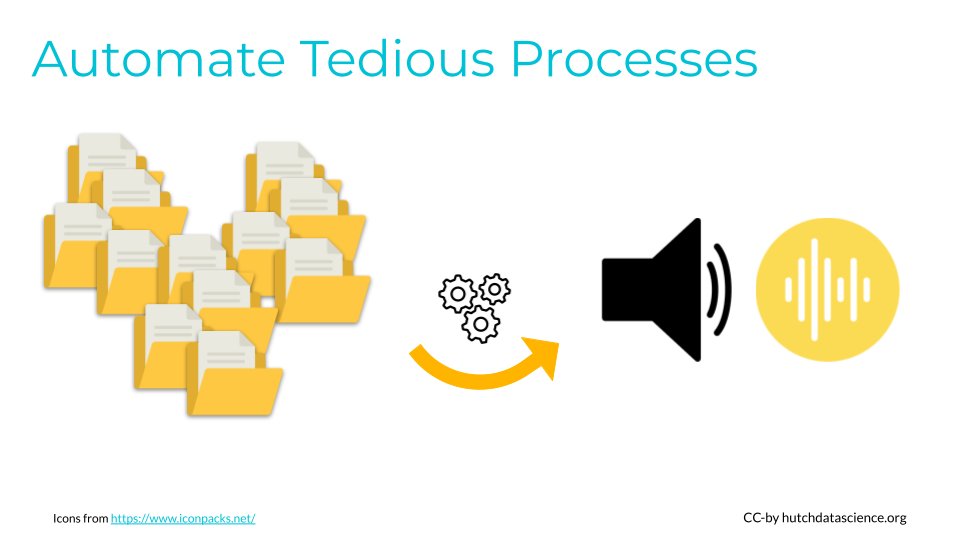 Automate Tedious Processes
Icons from https://www.iconpacks.net/
CC-by hutchdatascience.org